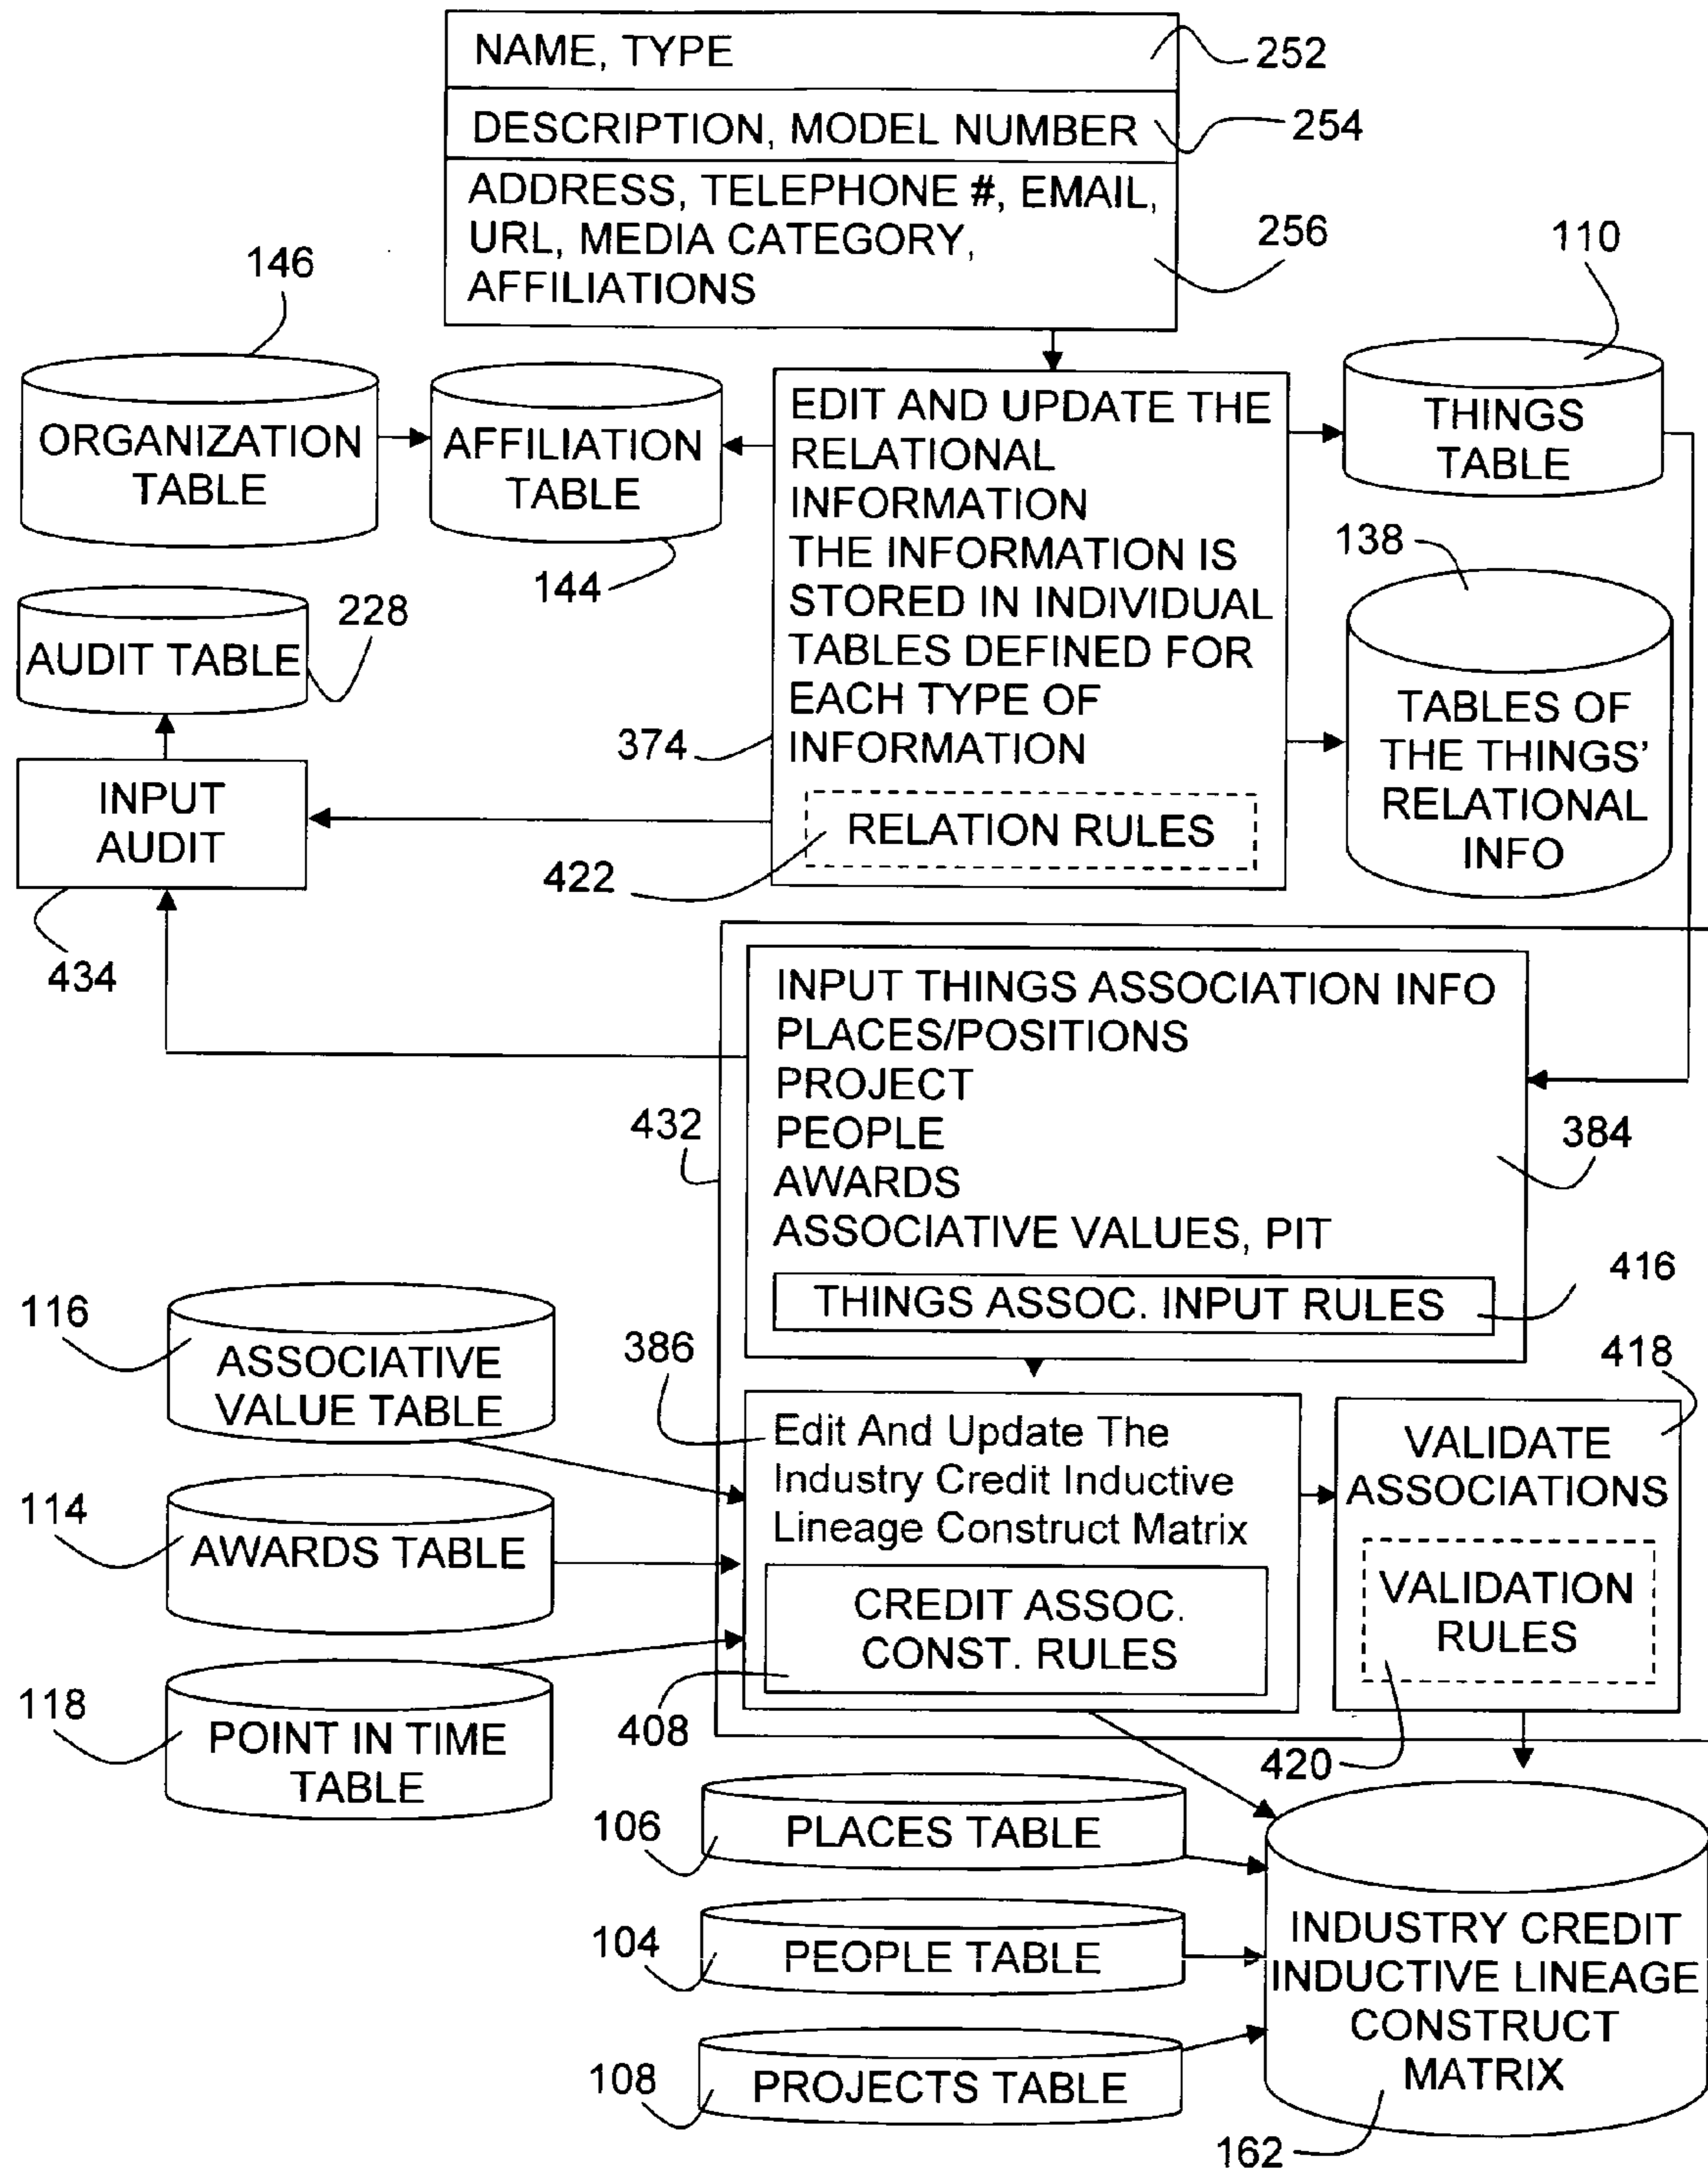 NAME, TYPE
252
DESCRIPTION, MODEL NUMBER
254
ADDRESS, TELEPHONE #, EMAIL,
URL, MEDIA CATEGORY,
AFFILIATIONS
256
146
110
ORGANIZATION
TABLE
AFFILIATION
TABLE
144
EDIT AND UPDATE THE
RELATIONAL
INFORMATION
THE INFORMATION IS
STORED IN INDIVIDUAL
TABLES DEFINED FOR
EACH TYPE OF
INFORMATION
374
RELATION RULES
422
THINGS
TABLE
138
TABLES OF
THE THINGS'
RELATIONAL
INFO
228
AUDIT TABLE
INPUT
AUDIT
434
INPUT THINGS ASSOCIATION INFO
PLACES/POSITIONS
PROJECT
PEOPLE
AWARDS
ASSOCIATIVE VALUES, PIT
432
384
THINGS ASSOC. INPUT RULES
416
116
ASSOCIATIVE
VALUE TABLE
386
Edit And Update The
Industry Credit Inductive
Lineage Construct Matrix
418
VALIDATE
ASSOCIATIONS
114
AWARDS TABLE
CREDIT ASSOC.
CONST. RULES
408
VALIDATION
RULES
420
118
POINT IN TIME
TABLE
106
PLACES TABLE
104
PEOPLE TABLE
108
PROJECTS TABLE
INDUSTRY CREDIT
INDUCTIVE LINEAGE
CONSTRUCT
MATRIX
162